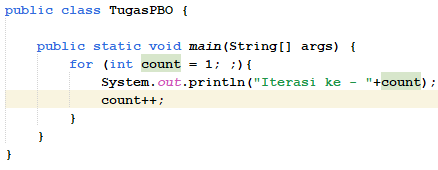 public class TugasPBO {
public static void main(String[] args) {
for (int count = 1; ;){
System.out.println("Iterasi ke - "+count);
count++;
}
}
}